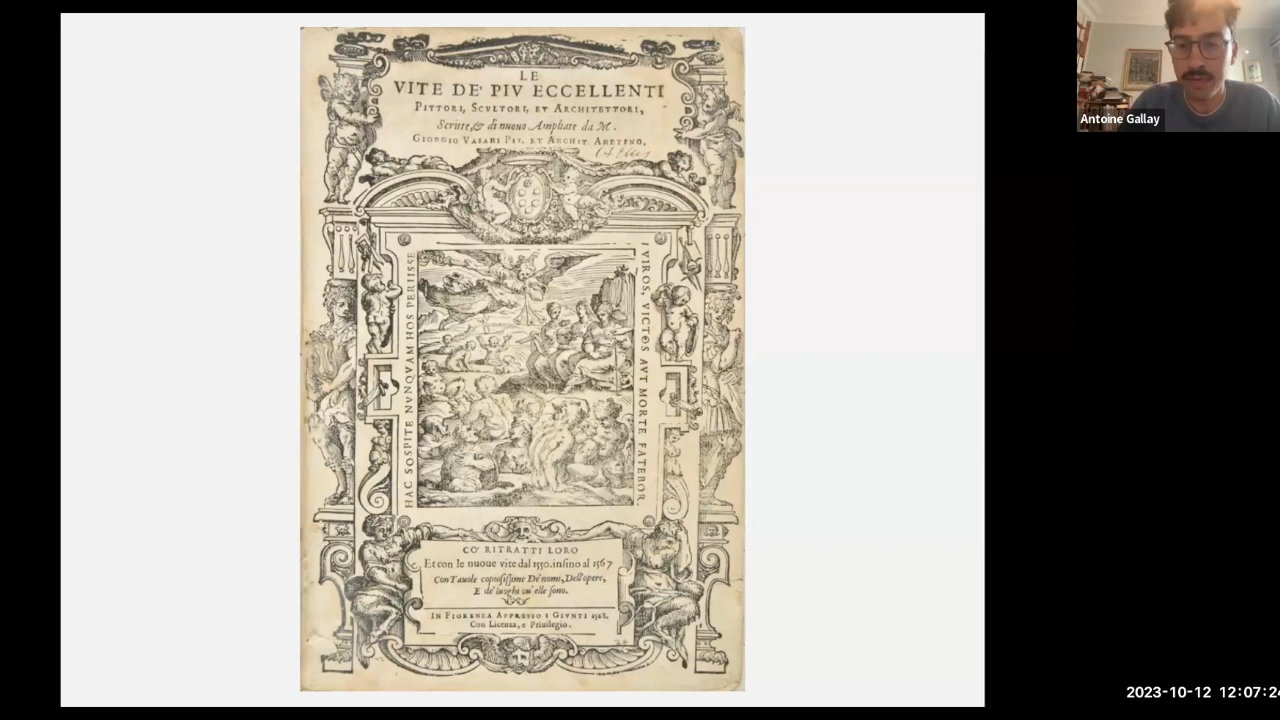 LE
VITE DE' PIV ECCELLENTI
PITTORI, SCVLTORI, ET ARCHITETTORI,
Scritte, & di nuouo Ampliate da M.
GIORGIO VASARI PIT. ET ARCHIT. ARETINO.
HAC SOSPITE NVNQVAM HOS PERIISSE
VIROS, VICTOS AVT MORTE FATEBOR
CO' RITRATTI LORO
Et con le nuoue vite dal 1550. insino al 1567
Con Tauole copiosissime De' nomi, Dell'opere,
E de' luoghi ou' elle sono.
IN FIORENZA APPRESSO I GIVNTI 1568.
Con Licenza, e Priuilegio.
Antoine Gallay
2023-10-12 12:07:24